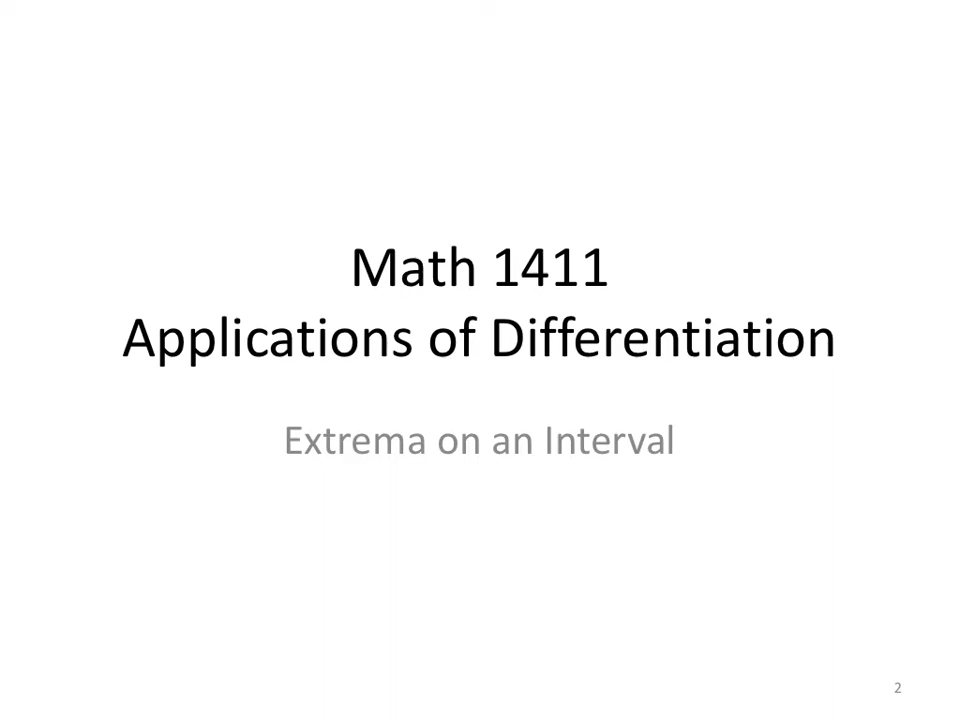 Math 1411
Applications of Differentiation
Extrema on an Interval
2